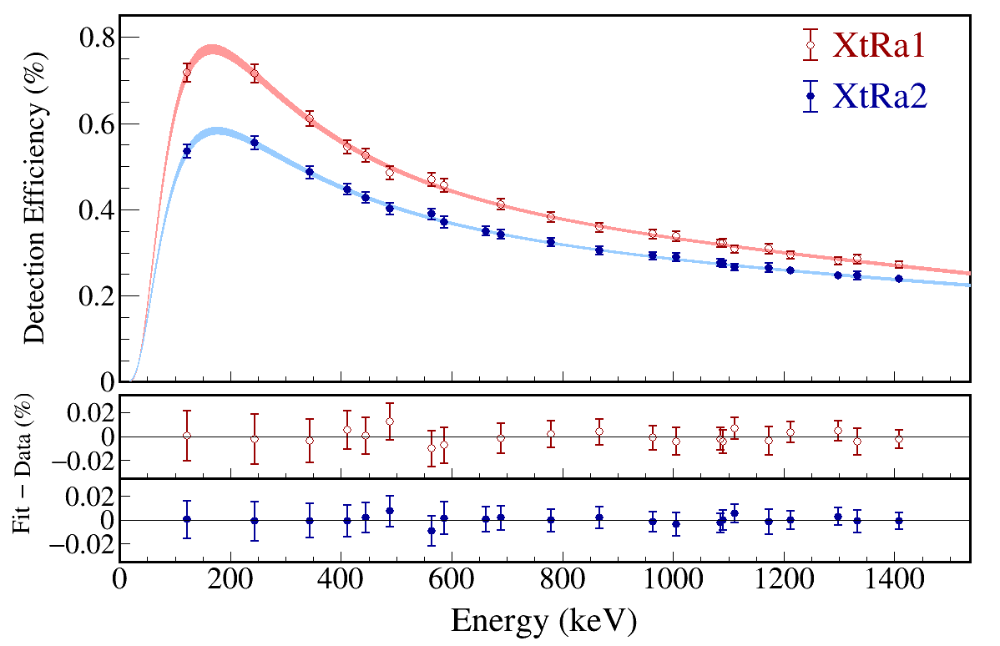 Detection Efficiency (%)
0.8
0.6
0.4
0.2
0
XtRa1
XtRa2
Fit − Data (%)
0.02
0
−0.02
0.02
0
−0.02
0 200 400 600 800 1000 1200 1400
Energy (keV)